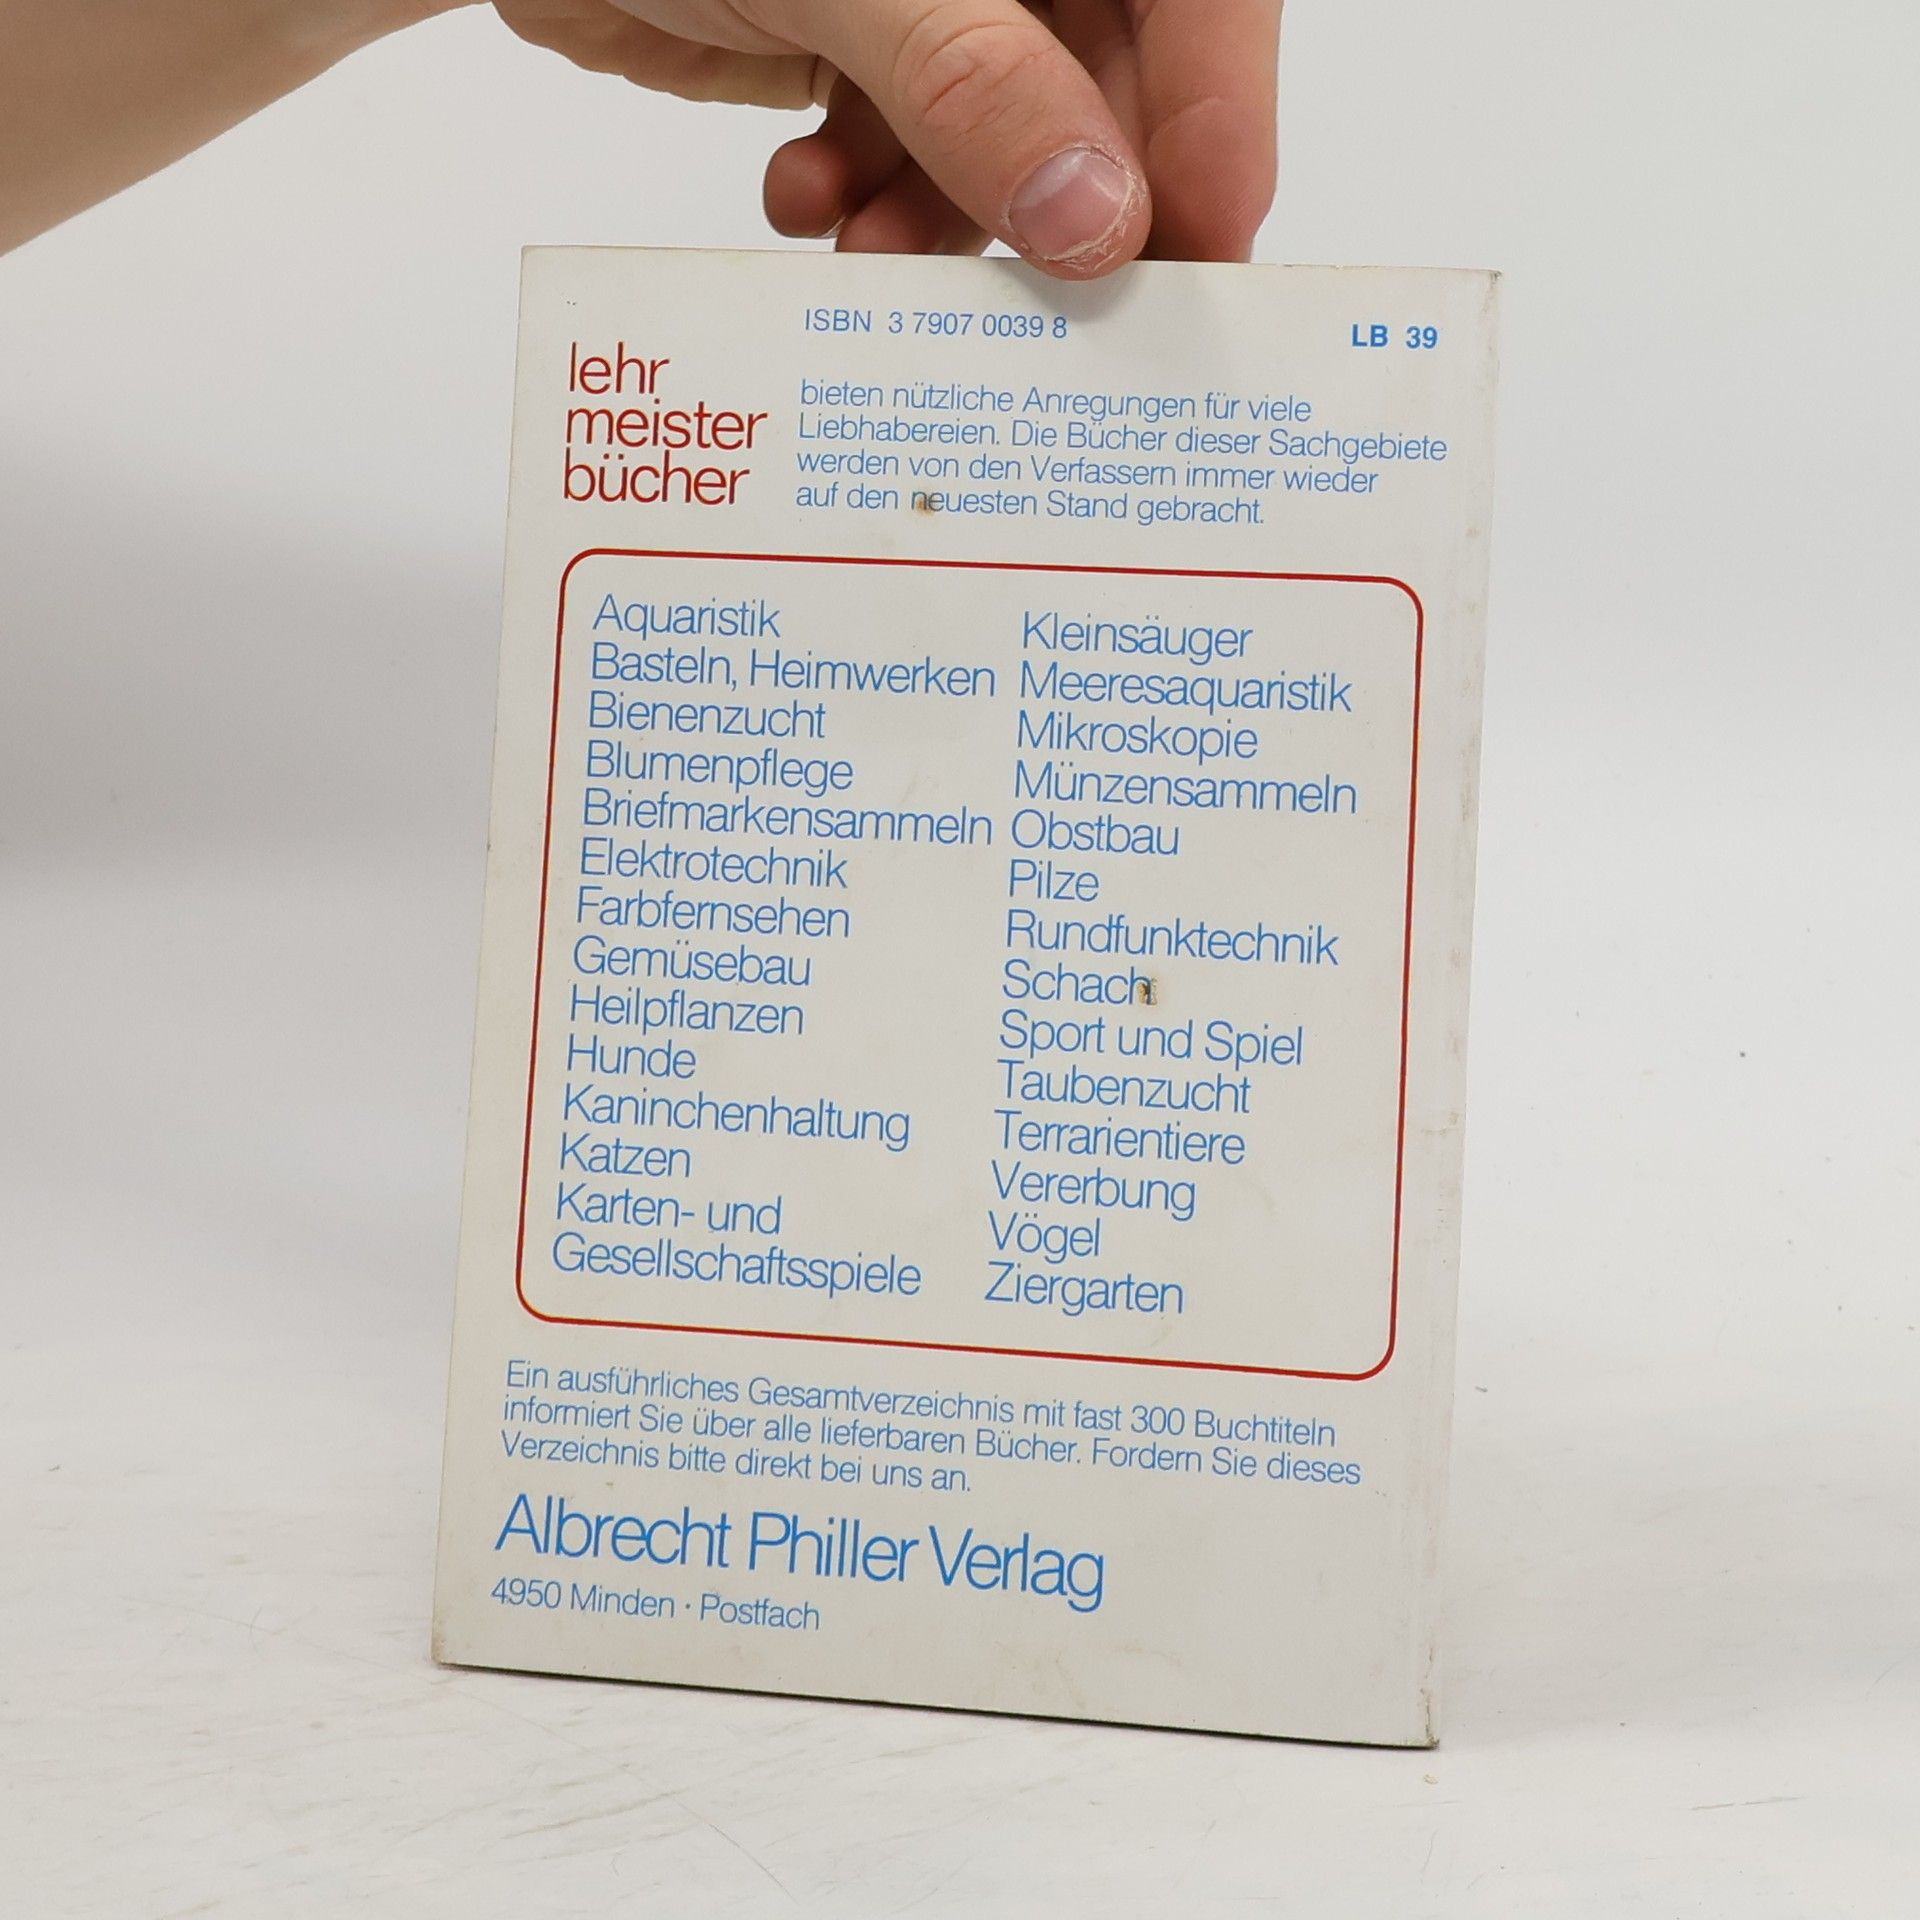 ISBN 3 7907 0039 8
LB 39
lehr
meister
bücher
bieten nützliche Anregungen für viele
Liebhabereien. Die Bücher dieser Sachgebiete
werden von den Verfassern immer wieder
auf den neuesten Stand gebracht.
Aquaristik
Basteln, Heimwerken
Bienenzucht
Blumenpflege
Briefmarkensammeln
Elektrotechnik
Farbfernsehen
Gemüsebau
Heilpflanzen
Hunde
Kaninchenhaltung
Katzen
Karten- und
Gesellschaftsspiele
Kleinsäuger
Meeresaquaristik
Mikroskopie
Münzensammeln
Obstbau
Pilze
Rundfunktechnik
Schach
Sport und Spiel
Taubenzucht
Terrarientiere
Vererbung
Vögel
Ziergarten
Ein ausführliches Gesamtverzeichnis mit fast 300 Buchtiteln
informiert Sie über alle lieferbaren Bücher. Fordern Sie dieses
Verzeichnis bitte direkt bei uns an.
Albrecht Philler Verlag
4950 Minden · Postfach